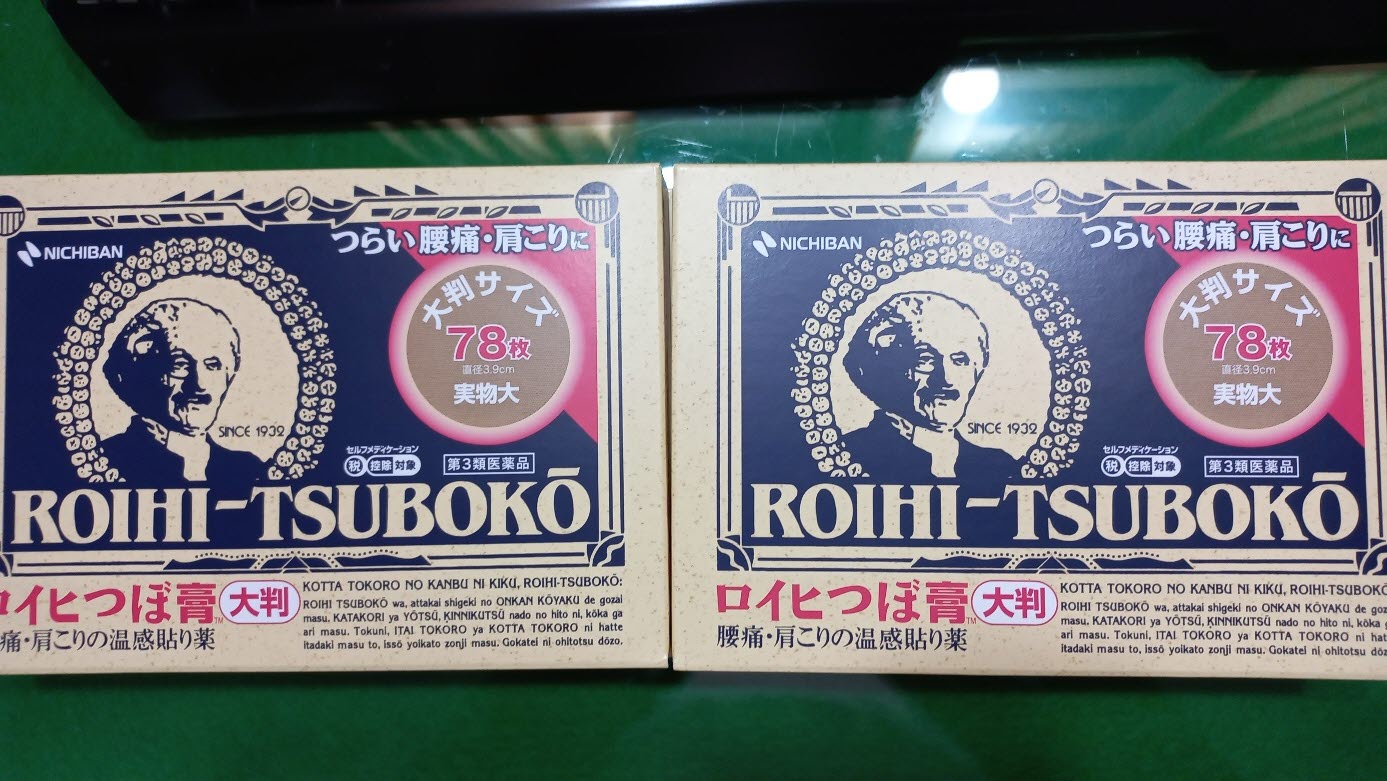 NICHIBAN
つらい腰痛・肩こりに
大判サイズ
78枚
直径3.9cm
実物大
SINCE 1932
セルフメディケーション
税 控除 対象
第3類医薬品
ROIHI-TSUBOKŌ
ロイヒつぼ膏™ 大判
痛・肩こりの温感貼り薬
KOTTA TOKORO NO KANBU NI KIKU, ROIHI-TSUBOKŌ:
ROIHI TSUBOKŌ wa, attakai shigeki no ONKAN KŌYAKU de gozai
masu. KATAKORI ya YŌTSŪ, KINNIKUTSŪ nado no hito ni, kōka ga
ari masu. Tokuni, ITAI TOKORO ya KOTTA TOKORO ni hatte
itadaki masu to, issō yoikato zonji masu. Gokatei ni ohitotsu dōzo.
NICHIBAN
つらい腰痛・肩こりに
大判サイズ
78枚
直径3.9cm
実物大
SINCE 1932
セルフメディケーション
税 控除 対象
第3類医薬品
ROIHI-TSUBOKŌ
ロイヒつぼ膏™ 大判
腰痛・肩こりの温感貼り薬
KOTTA TOKORO NO KANBU NI KIKU, ROIHI-TSUBOKŌ
ROIHI TSUBOKŌ wa, attakai shigeki no ONKAN KŌYAKU de goz
masu. KATAKORI ya YŌTSŪ, KINNIKUTSŪ nado no hito ni, kōka g
ari masu. Tokuni, ITAI TOKORO ya KOTTA TOKORO ni hatt
itadaki masu to, issō yoikato zonji masu. Gokatei ni ohitotsu dōz